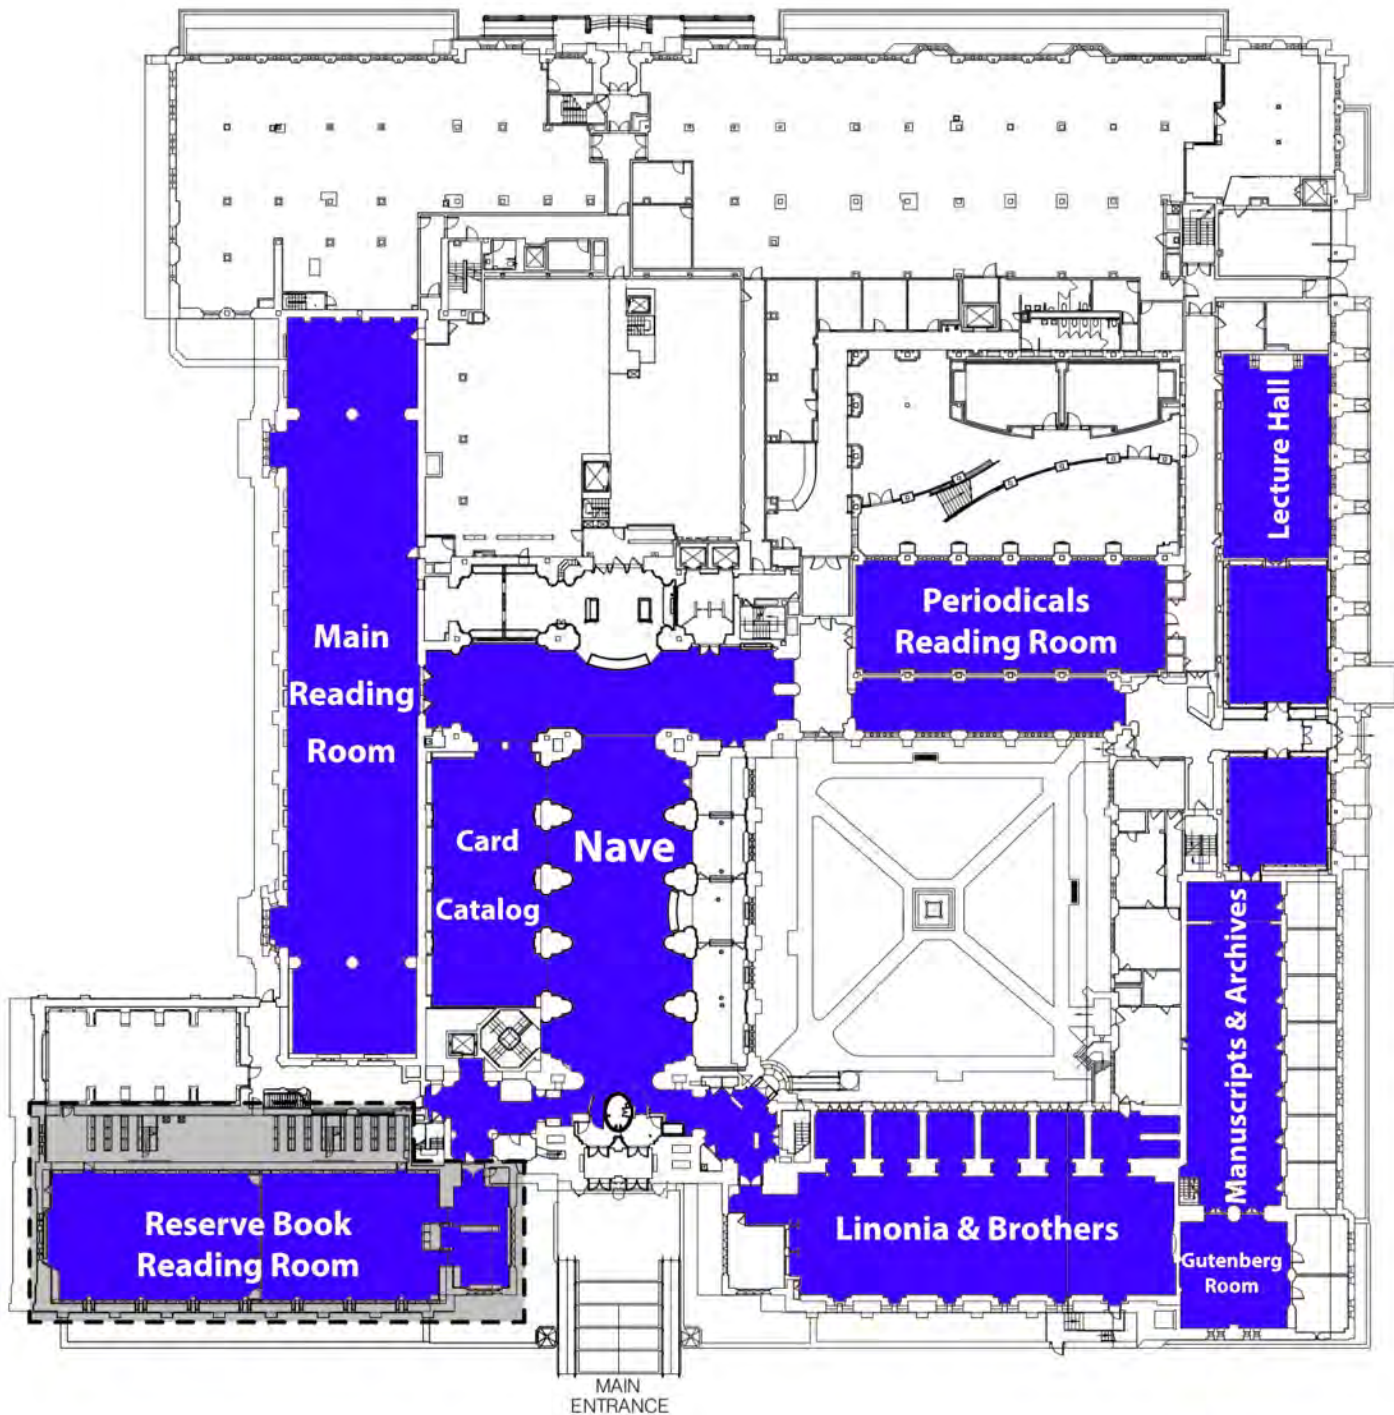 Lecture Hall
Periodicals
Reading Room
Main
Reading
Room
Card
Catalog
Nave
Manuscripts & Archives
Reserve Book
Reading Room
Linonia & Brothers
Gutenberg
Room
MAIN
ENTRANCE